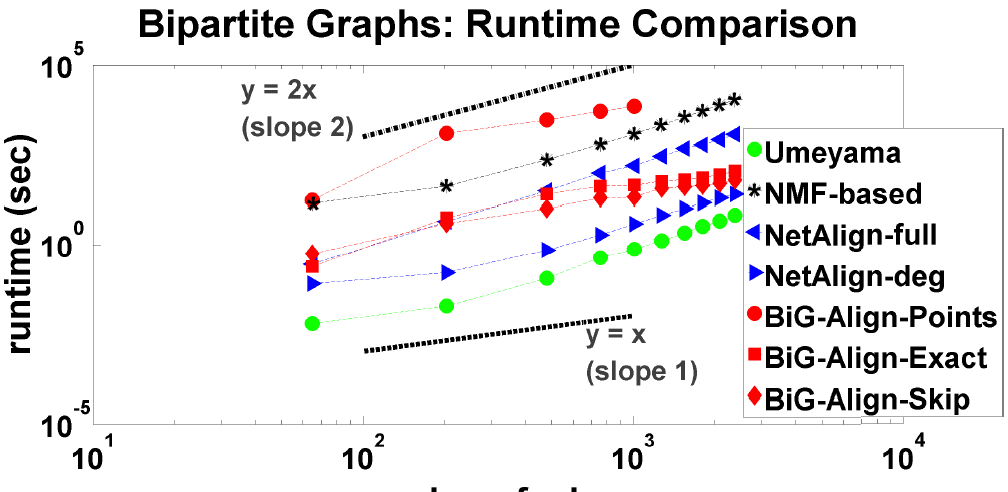 Bipartite Graphs: Runtime Comparison
10^5
y = 2x
(slope 2)
runtime (sec)
10^0
y = x
(slope 1)
10^-5
10^1
10^2
10^3
10^4
Umeyama
NMF-based
NetAlign-full
NetAlign-deg
BiG-Align-Points
BiG-Align-Exact
BiG-Align-Skip